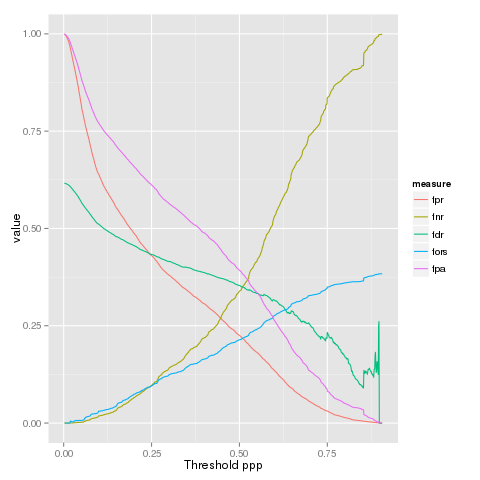 1.00
0.75
0.50
0.25
0.00
value
0.00
0.25
0.50
0.75
Threshold ppp
measure
fpr
fnr
fdr
fors
fpa